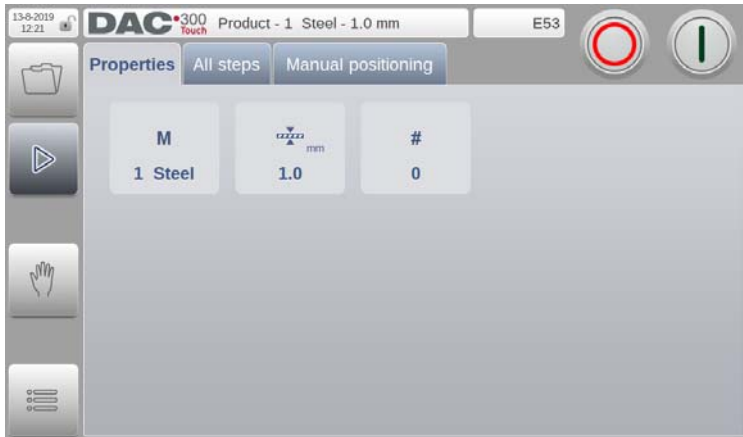 13-8-2019
12:21
DAC•300 Touch Product - 1 Steel - 1.0 mm
E53
Properties
All steps
Manual positioning
M
1 Steel
mm
1.0
#
0